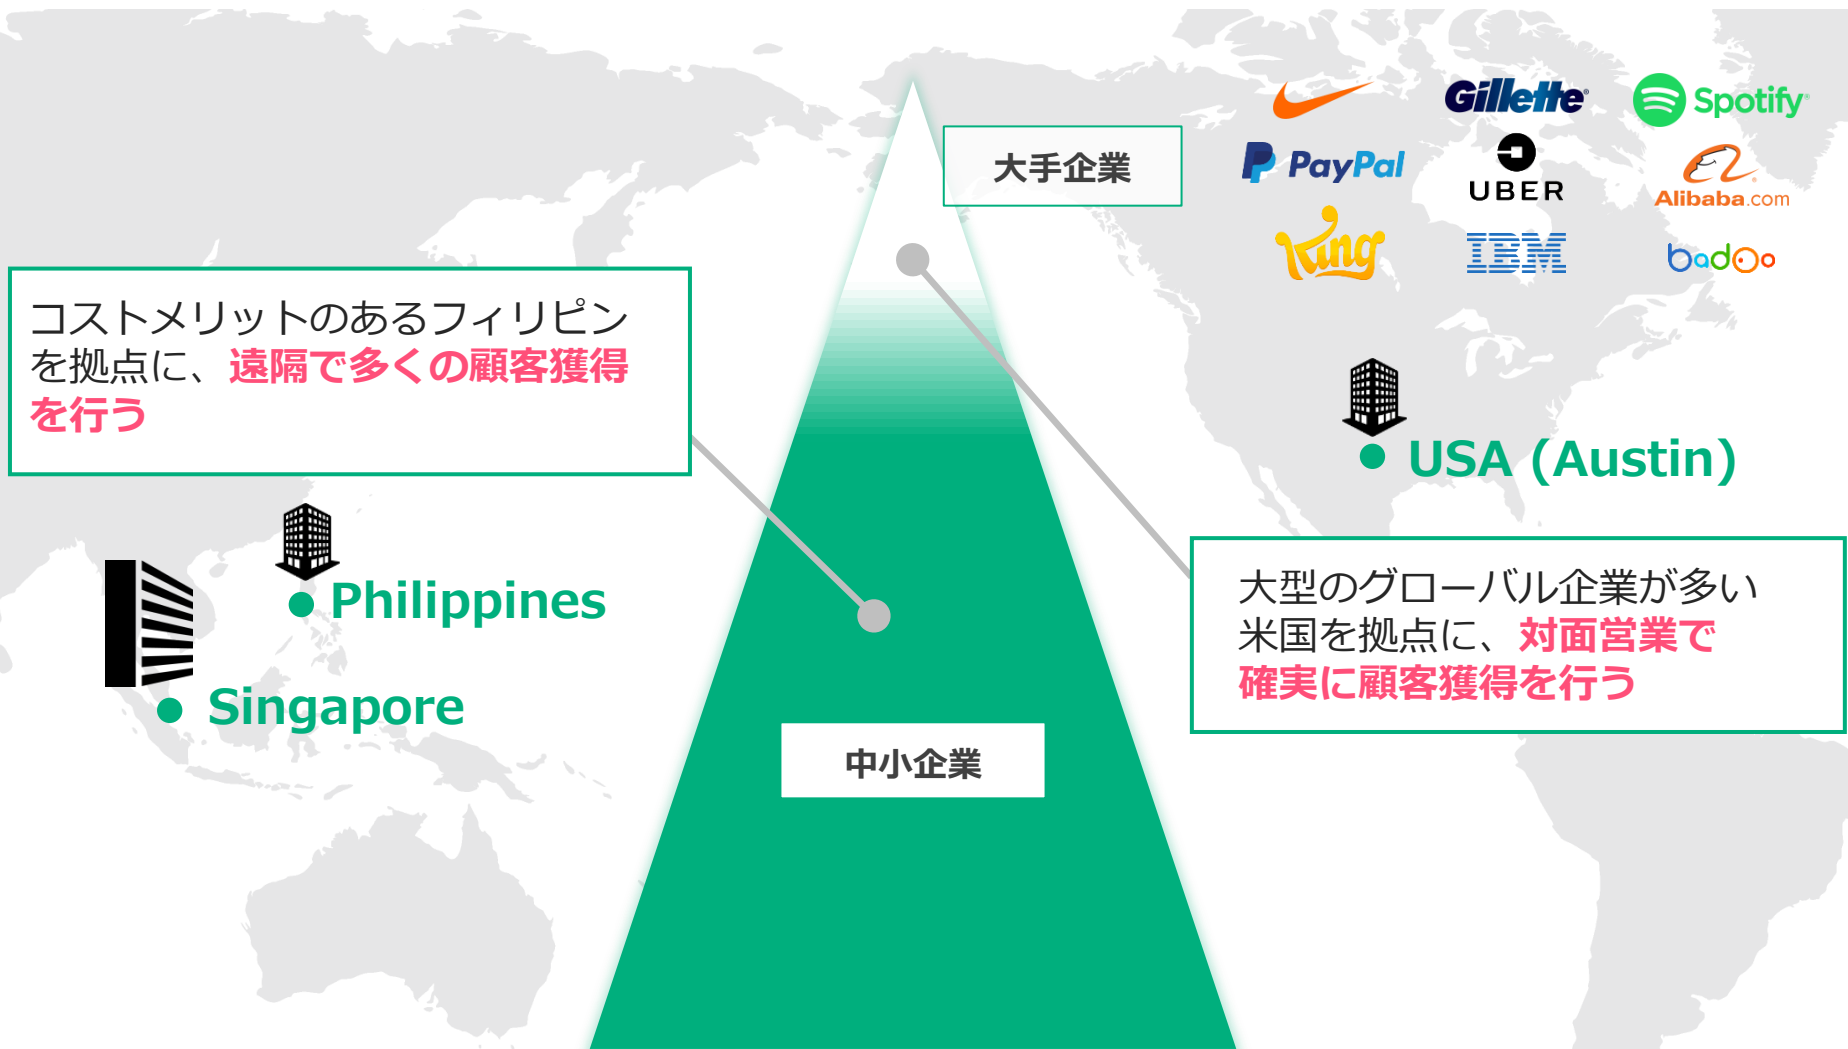 大手企業
Gillette
Spotify
PayPal
UBER
Alibaba.com
King
IBM
badoo
コストメリットのあるフィリピン
を拠点に、遠隔で多くの顧客獲得
を行う
USA (Austin)
Philippines
Singapore
大型のグローバル企業が多い
米国を拠点に、対面営業で
確実に顧客獲得を行う
中小企業